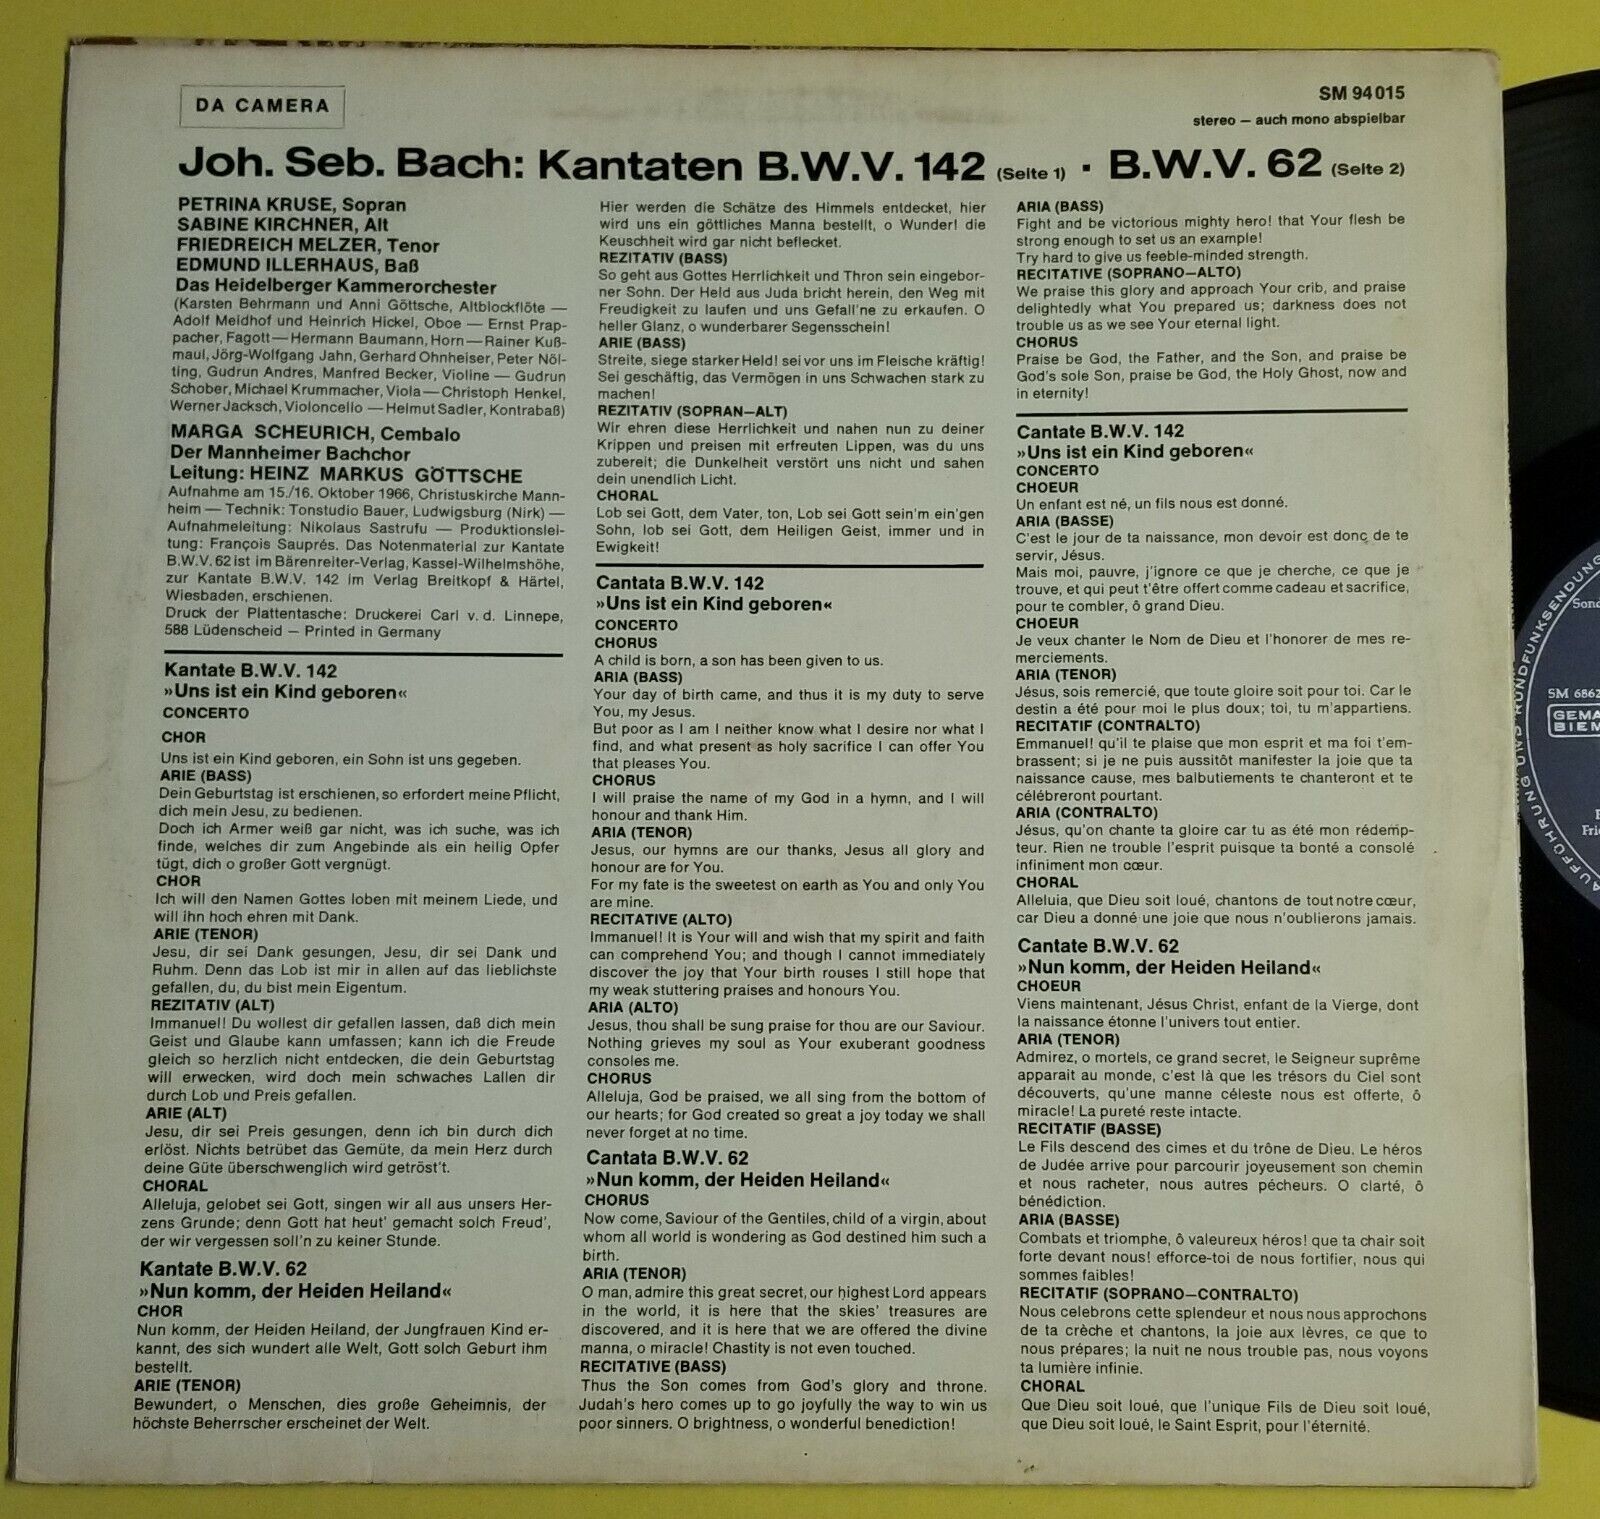 DA CAMERA
SM 94015
stereo – auch mono abspielbar
Joh. Seb. Bach: Kantaten B.W.V. 142 (Seite 1) · B.W.V. 62 (Seite 2)
PETRINA KRUSE, Sopran
SABINE KIRCHNER, Alt
FRIEDREICH MELZER, Tenor
EDMUND ILLERHAUS, Baß
Das Heidelberger Kammerorchester
(Karsten Behrmann und Anni Göttsche, Altblockflöte —
Adolf Meidhof und Heinrich Hickel, Oboe — Ernst Prap-
pacher, Fagott — Hermann Baumann, Horn — Rainer Kuß-
maul, Jörg-Wolfgang Jahn, Gerhard Ohnheiser, Peter Nöl-
ting, Gudrun Andres, Manfred Becker, Violine — Gudrun
Schober, Michael Krummacher, Viola — Christoph Henkel,
Werner Jacksch, Violoncello — Helmut Sadler, Kontrabaß)
MARGA SCHEURICH, Cembalo
Der Mannheimer Bachchor
Leitung: HEINZ MARKUS GÖTTSCHE
Aufnahme am 15./16. Oktober 1966, Christuskirche Mann-
heim — Technik: Tonstudio Bauer, Ludwigsburg (Nirk) —
Aufnahmeleitung: Nikolaus Sastrufu — Produktionslei-
tung: François Sauprés. Das Notenmaterial zur Kantate
B.W.V. 62 ist im Bärenreiter-Verlag, Kassel-Wilhelmshöhe,
zur Kantate B.W.V. 142 im Verlag Breitkopf & Härtel,
Wiesbaden, erschienen.
Druck der Plattentasche: Druckerei Carl v. d. Linnepe,
588 Lüdenscheid – Printed in Germany
Kantate B.W.V. 142
»Uns ist ein Kind geboren«
CONCERTO
CHOR
Uns ist ein Kind geboren, ein Sohn ist uns gegeben.
ARIE (BASS)
Dein Geburtstag ist erschienen, so erfordert meine Pflicht,
dich mein Jesu, zu bedienen.
Doch ich Armer weiß gar nicht, was ich suche, was ich
finde, welches dir zum Angebinde als ein heilig Opfer
tügt, dich o großer Gott vergnügt.
CHOR
Ich will den Namen Gottes loben mit meinem Liede, und
will ihn hoch ehren mit Dank.
ARIE (TENOR)
Jesu, dir sei Dank gesungen, Jesu, dir sei Dank und
Ruhm. Denn das Lob ist mir in allen auf das lieblichste
gefallen, du, du bist mein Eigentum.
REZITATIV (ALT)
Immanuel! Du wollest dir gefallen lassen, daß dich mein
Geist und Glaube kann umfassen; kann ich die Freude
gleich so herzlich nicht entdecken, die dein Geburtstag
will erwecken, wird doch mein schwaches Lallen dir
durch Lob und Preis gefallen.
ARIE (ALT)
Jesu, dir sei Preis gesungen, denn ich bin durch dich
erlöst. Nichts betrübet das Gemüte, da mein Herz durch
deine Güte überschwenglich wird getröst't.
CHORAL
Alleluja, gelobet sei Gott, singen wir all aus unsers Her-
zens Grunde; denn Gott hat heut' gemacht solch Freud',
der wir vergessen soll'n zu keiner Stunde.
Kantate B.W.V. 62
»Nun komm, der Heiden Heiland«
CHOR
Nun komm, der Heiden Heiland, der Jungfrauen Kind er-
kannt, des sich wundert alle Welt, Gott solch Geburt ihm
bestellt.
ARIE (TENOR)
Bewundert, o Menschen, dies große Geheimnis, der
höchste Beherrscher erscheinet der Welt.
Hier werden die Schätze des Himmels entdecket, hier
wird uns ein göttliches Manna bestellt, o Wunder! die
Keuschheit wird gar nicht beflecket.
REZITATIV (BASS)
So geht aus Gottes Herrlichkeit und Thron sein eingebor-
ner Sohn. Der Held aus Juda bricht herein, den Weg mit
Freudigkeit zu laufen und uns Gefall'ne zu erkaufen. O
heller Glanz, o wunderbarer Segensschein!
ARIE (BASS)
Streite, siege starker Held! sei vor uns im Fleische kräftig!
Sei geschäftig, das Vermögen in uns Schwachen stark zu
machen!
REZITATIV (SOPRAN—ALT)
Wir ehren diese Herrlichkeit und nahen nun zu deiner
Krippen und preisen mit erfreuten Lippen, was du uns
zubereit; die Dunkelheit verstört uns nicht und sahen
dein unendlich Licht.
CHORAL
Lob sei Gott, dem Vater, ton, Lob sei Gott sein'm ein'gen
Sohn, lob sei Gott, dem Heiligen Geist, immer und in
Ewigkeit!
Cantata B.W.V. 142
»Uns ist ein Kind geboren«
CONCERTO
CHORUS
A child is born, a son has been given to us.
ARIA (BASS)
Your day of birth came, and thus it is my duty to serve
You, my Jesus.
But poor as I am I neither know what I desire nor what I
find, and what present as holy sacrifice I can offer You
that pleases You.
CHORUS
I will praise the name of my God in a hymn, and I will
honour and thank Him.
ARIA (TENOR)
Jesus, our hymns are our thanks, Jesus all glory and
honour are for You.
For my fate is the sweetest on earth as You and only You
are mine.
RECITATIVE (ALTO)
Immanuel! It is Your will and wish that my spirit and faith
can comprehend You; and though I cannot immediately
discover the joy that Your birth rouses I still hope that
my weak stuttering praises and honours You.
ARIA (ALTO)
Jesus, thou shall be sung praise for thou are our Saviour.
Nothing grieves my soul as Your exuberant goodness
consoles me.
CHORUS
Alleluja, God be praised, we all sing from the bottom of
our hearts; for God created so great a joy today we shall
never forget at no time.
Cantata B.W.V. 62
»Nun komm, der Heiden Heiland«
CHORUS
Now come, Saviour of the Gentiles, child of a virgin, about
whom all world is wondering as God destined him such a
birth.
ARIA (TENOR)
O man, admire this great secret, our highest Lord appears
in the world, it is here that the skies' treasures are
discovered, and it is here that we are offered the divine
manna, o miracle! Chastity is not even touched.
RECITATIVE (BASS)
Thus the Son comes from God's glory and throne.
Judah's hero comes up to go joyfully the way to win us
poor sinners. O brightness, o wonderful benediction!
ARIA (BASS)
Fight and be victorious mighty hero! that Your flesh be
strong enough to set us an example!
Try hard to give us feeble-minded strength.
RECITATIVE (SOPRANO—ALTO)
We praise this glory and approach Your crib, and praise
delightedly what You prepared us; darkness does not
trouble us as we see Your eternal light.
CHORUS
Praise be God, the Father, and the Son, and praise be
God's sole Son, praise be God, the Holy Ghost, now and
in eternity!
Cantate B.W.V. 142
»Uns ist ein Kind geboren«
CONCERTO
CHOEUR
Un enfant est né, un fils nous est donné.
ARIA (BASSE)
C'est le jour de ta naissance, mon devoir est donç de te
servir, Jésus.
Mais moi, pauvre, j'ignore ce que je cherche, ce que je
trouve, et qui peut t'être offert comme cadeau et sacrifice,
pour te combler, ô grand Dieu.
CHOEUR
Je veux chanter le Nom de Dieu et l'honorer de mes re-
merciements.
ARIA (TENOR)
Jésus, sois remercié, que toute gloire soit pour toi. Car le
destin a été pour moi le plus doux; toi, tu m'appartiens.
RECITATIF (CONTRALTO)
Emmanuel! qu'il te plaise que mon esprit et ma foi t'em-
brassent; si je ne puis aussitôt manifester la joie que ta
naissance cause, mes balbutiements te chanteront et te
célébreront pourtant.
ARIA (CONTRALTO)
Jésus, qu'on chante ta gloire car tu as été mon rédemp-
teur. Rien ne trouble l'esprit puisque ta bonté a consolé
infiniment mon cœur.
CHORAL
Alleluia, que Dieu soit loué, chantons de tout notre cœur,
car Dieu a donné une joie que nous n'oublierons jamais.
Cantate B.W.V. 62
»Nun komm, der Heiden Heiland«
CHOEUR
Viens maintenant, Jésus Christ, enfant de la Vierge, dont
la naissance étonne l'univers tout entier.
ARIA (TENOR)
Admirez, o mortels, ce grand secret, le Seigneur suprême
apparait au monde, c'est là que les trésors du Ciel sont
découverts, qu'une manne céleste nous est offerte, ô
miracle! La pureté reste intacte.
RECITATIF (BASSE)
Le Fils descend des cimes et du trône de Dieu. Le héros
de Judée arrive pour parcourir joyeusement son chemin
et nous racheter, nous autres pécheurs. O clarté, ô
bénédiction.
ARIA (BASSE)
Combats et triomphe, ô valeureux héros! que ta chair soit
forte devant nous! efforce-toi de nous fortifier, nous qui
sommes faibles!
RECITATIF (SOPRANO—CONTRALTO)
Nous celebrons cette splendeur et nous nous approchons
de ta crèche et chantons, la joie aux lèvres, ce que to
nous prépares; la nuit ne nous trouble pas, nous voyons
ta lumière infinie.
CHORAL
Que Dieu soit loué, que l'unique Fils de Dieu soit loué,
que Dieu soit loué, le Saint Esprit, pour l'éternité.
AUFFÜHRUNG UND RUNDFUNKSENDUNG
SM 6862
GEMA
BIEM